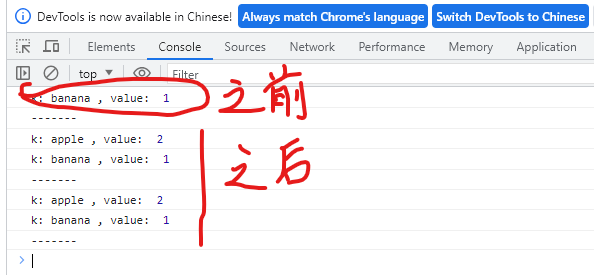 DevTools is now available in Chinese! Always match Chrome's language Switch DevTools to Chinese
Elements Console Sources Network Performance Memory Application
top Filter
k: banana , value: 1 之前
-------
k: apple , value: 2
k: banana , value: 1 之后
-------
k: apple , value: 2
k: banana , value: 1
-------
>